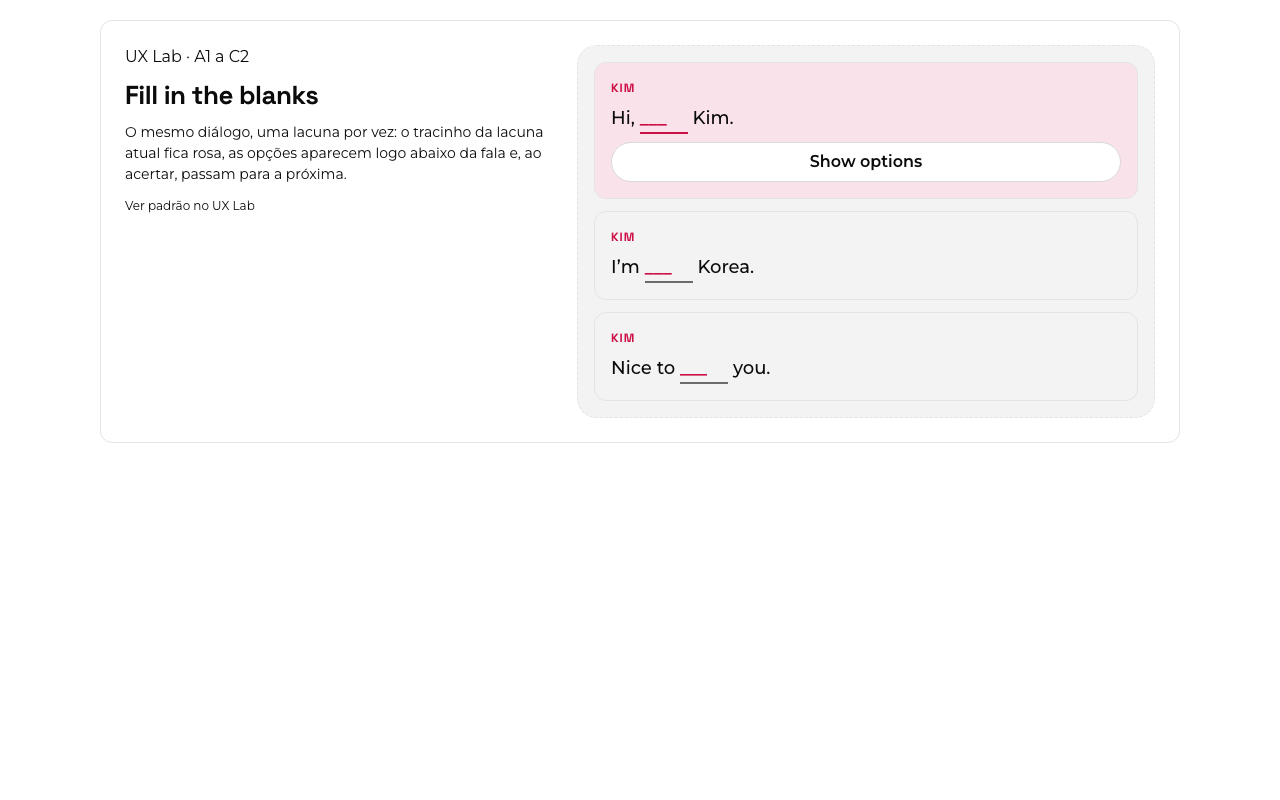 UX Lab · A1 a C2
Fill in the blanks
O mesmo diálogo, uma lacuna por vez: o tracinho da lacuna
atual fica rosa, as opções aparecem logo abaixo da fala e, ao
acertar, passam para a próxima.
Ver padrão no UX Lab
KIM
Hi, ___ Kim.
Show options
KIM
I’m ___ Korea.
KIM
Nice to ___ you.